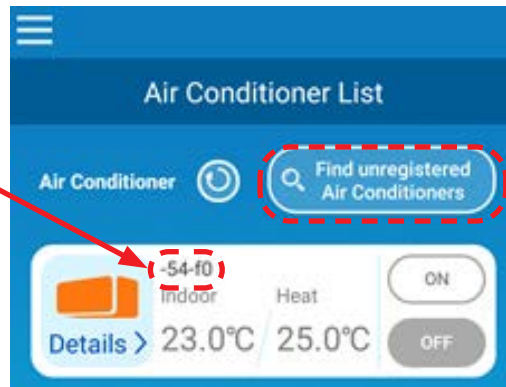 Air Conditioner List
Air Conditioner
Find unregistered
Air Conditioners
-54-f0
Indoor
Heat
ON
Details >
23.0°C
25.0°C
OFF